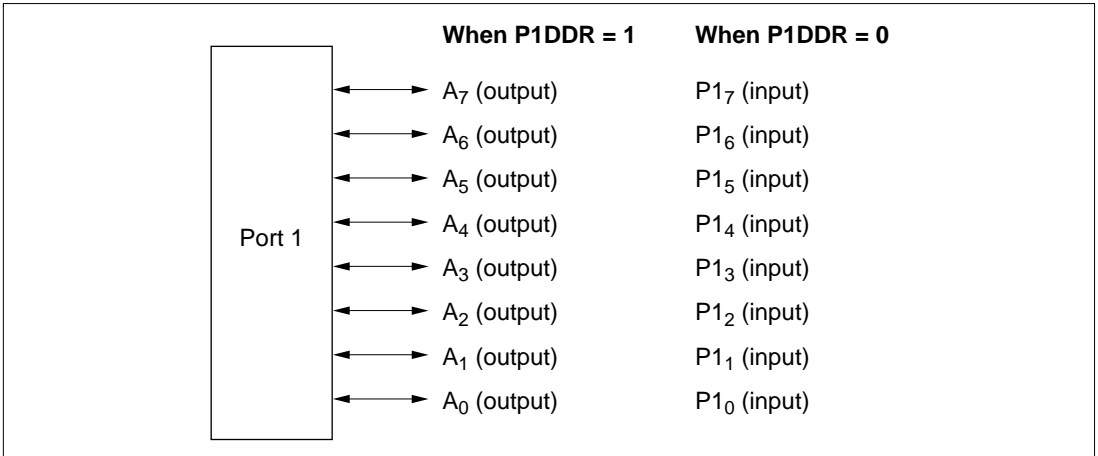 When P1DDR = 1 When P1DDR = 0
A7 (output) P17 (input)
A6 (output) P16 (input)
A5 (output) P15 (input)
Port 1 A4 (output) P14 (input)
A3 (output) P13 (input)
A2 (output) P12 (input)
A1 (output) P11 (input)
A0 (output) P10 (input)